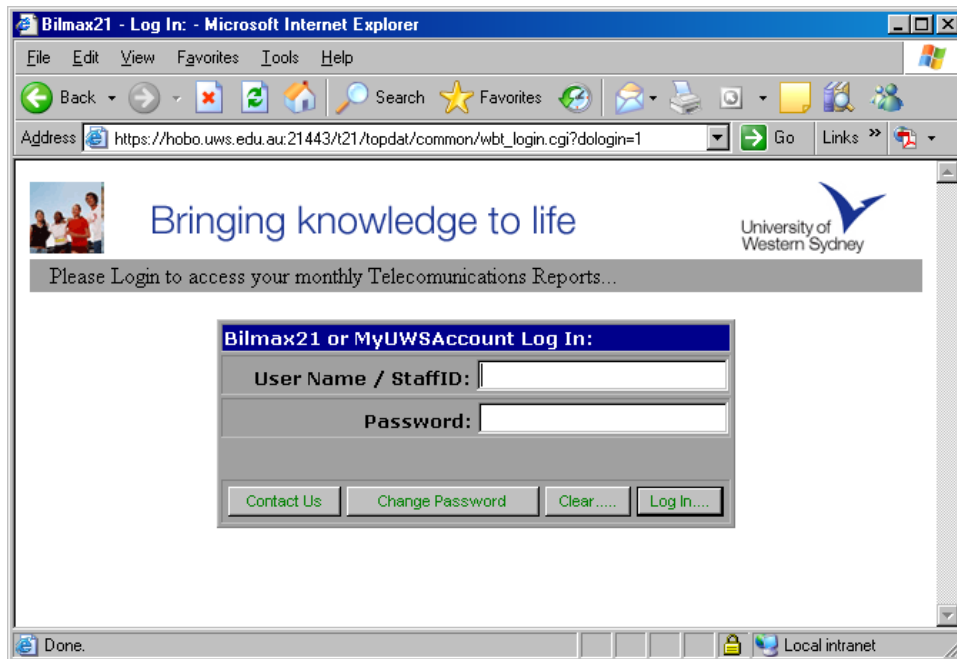 Bilmax21 - Log In: - Microsoft Internet Explorer
File Edit View Favorites Tools Help
Back Search Favorites
Address https://hobo.uws.edu.au:21443/t21/topdat/common/wbt_login.cgi?dologin=1 Go Links »
Bringing knowledge to life
University of
Western Sydney
Please Login to access your monthly Telecomunications Reports...
Bilmax21 or MyUWSAccount Log In:
User Name / StaffID:
Password:
Contact Us Change Password Clear..... Log In....
Done. Local intranet